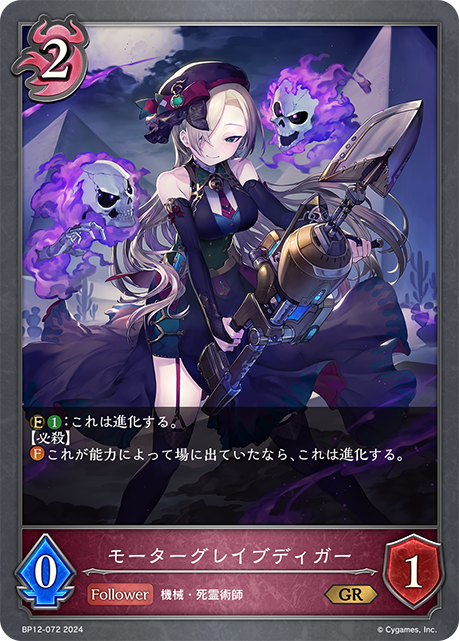 2
E 1：これは進化する。
【必殺】
F これが能力によって場に出ていたなら、これは進化する。
モーターグレイブディガー
0
Follower 機械・死霊術師 GR
1
BP12-072 2024 © Cygames, Inc.